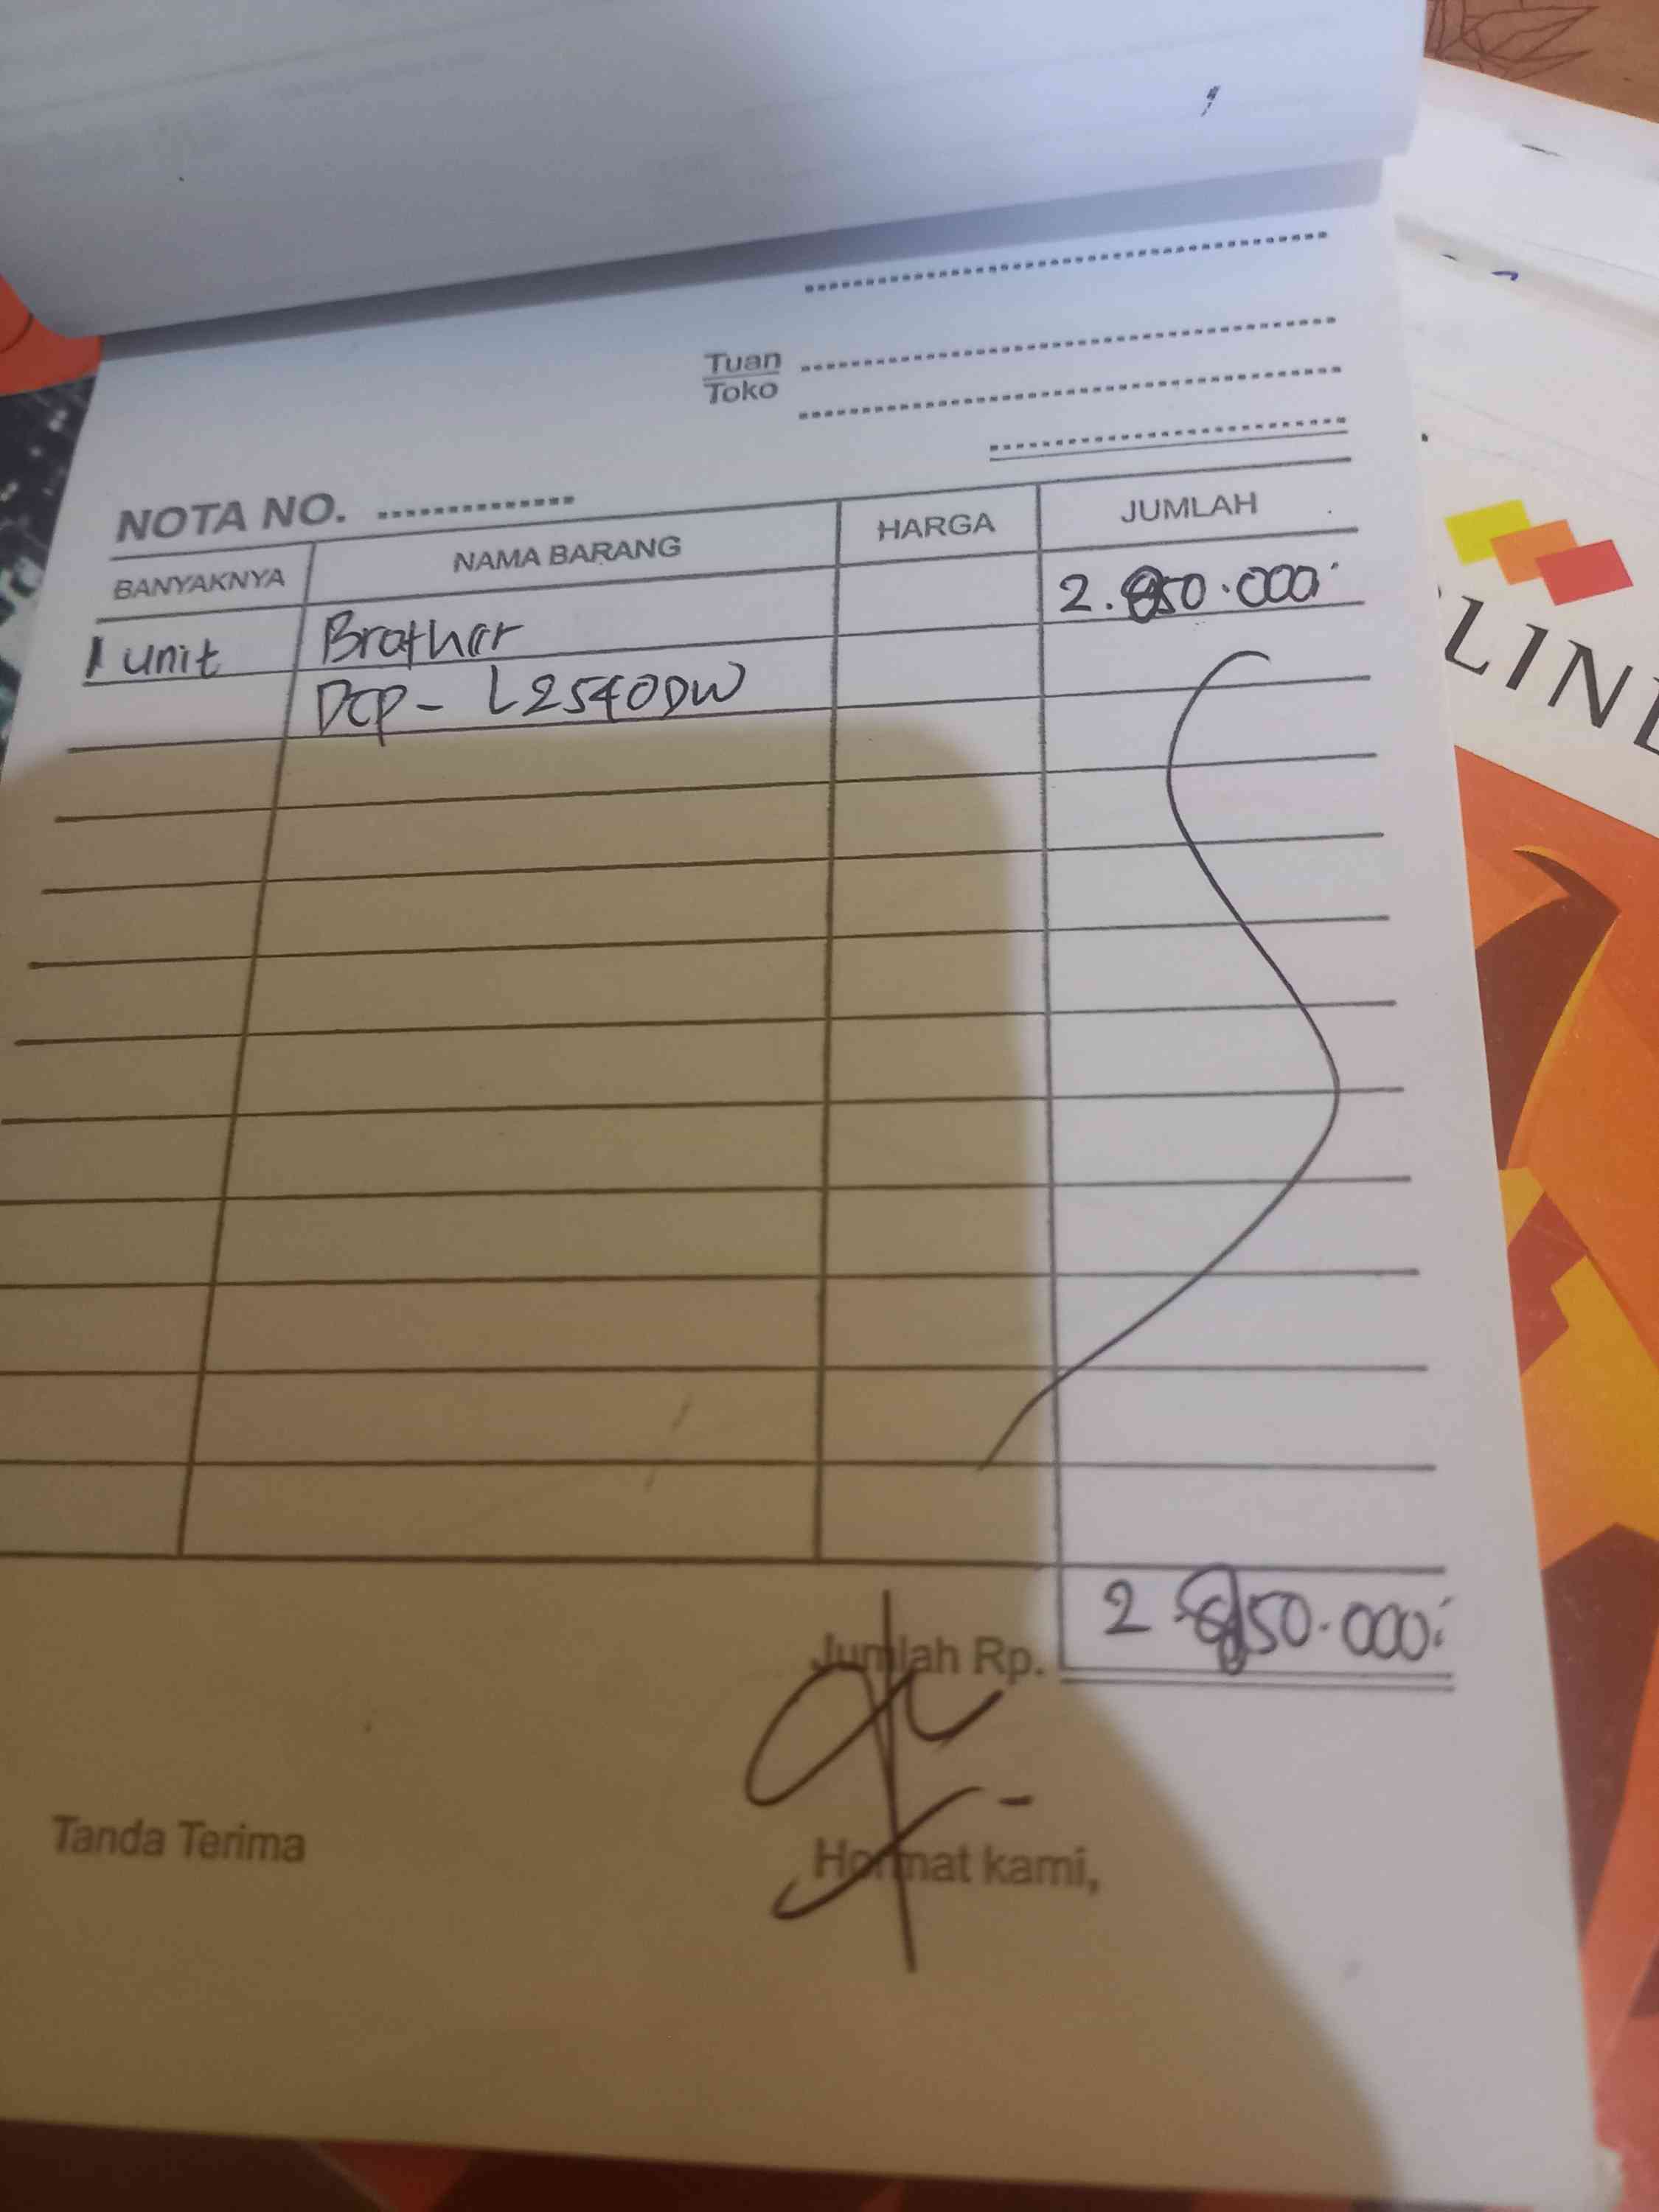 Tuan
Toko
NOTA NO. ..............
BANYAKNYA NAMA BARANG HARGA JUMLAH
1 unit Brother 2.850.000
DCP - L2540DW
Jumlah Rp. 2.850.000
Tanda Terima Hormat kami,
LINE